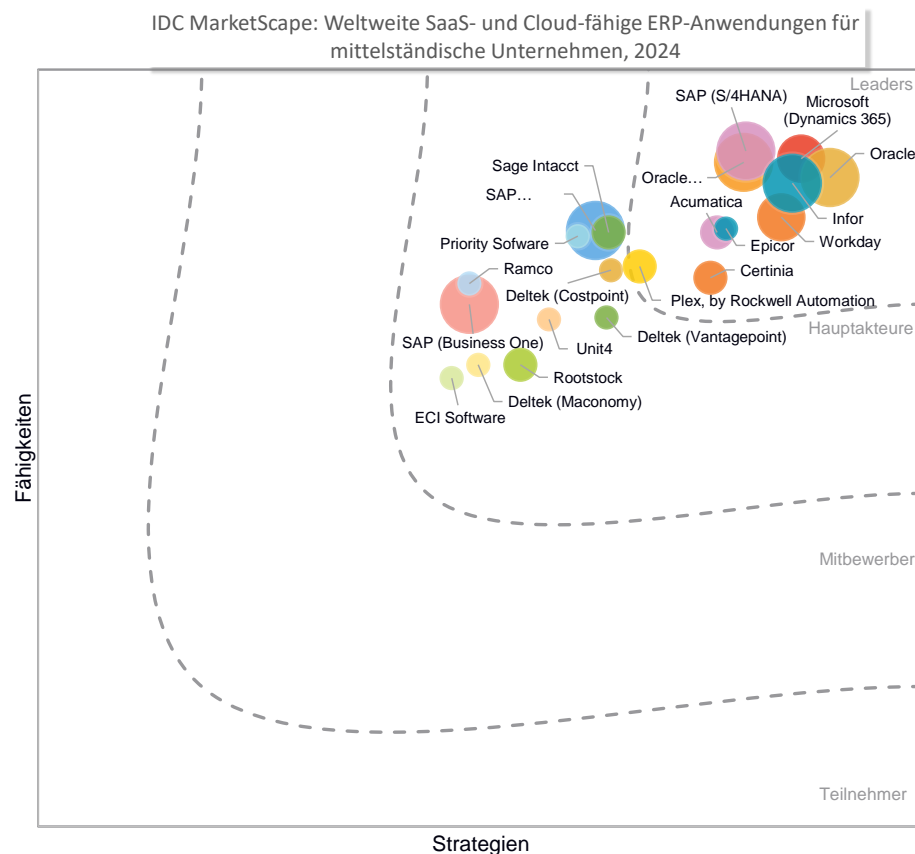 IDC MarketScape: Weltweite SaaS- und Cloud-fähige ERP-Anwendungen für
mittelständische Unternehmen, 2024
Leaders
SAP (S/4HANA)
Microsoft
(Dynamics 365)
Oracle
Sage Intacct
Oracle…
SAP…
Acumatica
Infor
Priority Sofware
Epicor
Workday
Ramco
Certinia
Deltek (Costpoint)
Plex, by Rockwell Automation
Hauptakteure
SAP (Business One)
Unit4
Deltek (Vantagepoint)
Rootstock
Deltek (Maconomy)
ECI Software
Fähigkeiten
Mitbewerber
Teilnehmer
Strategien